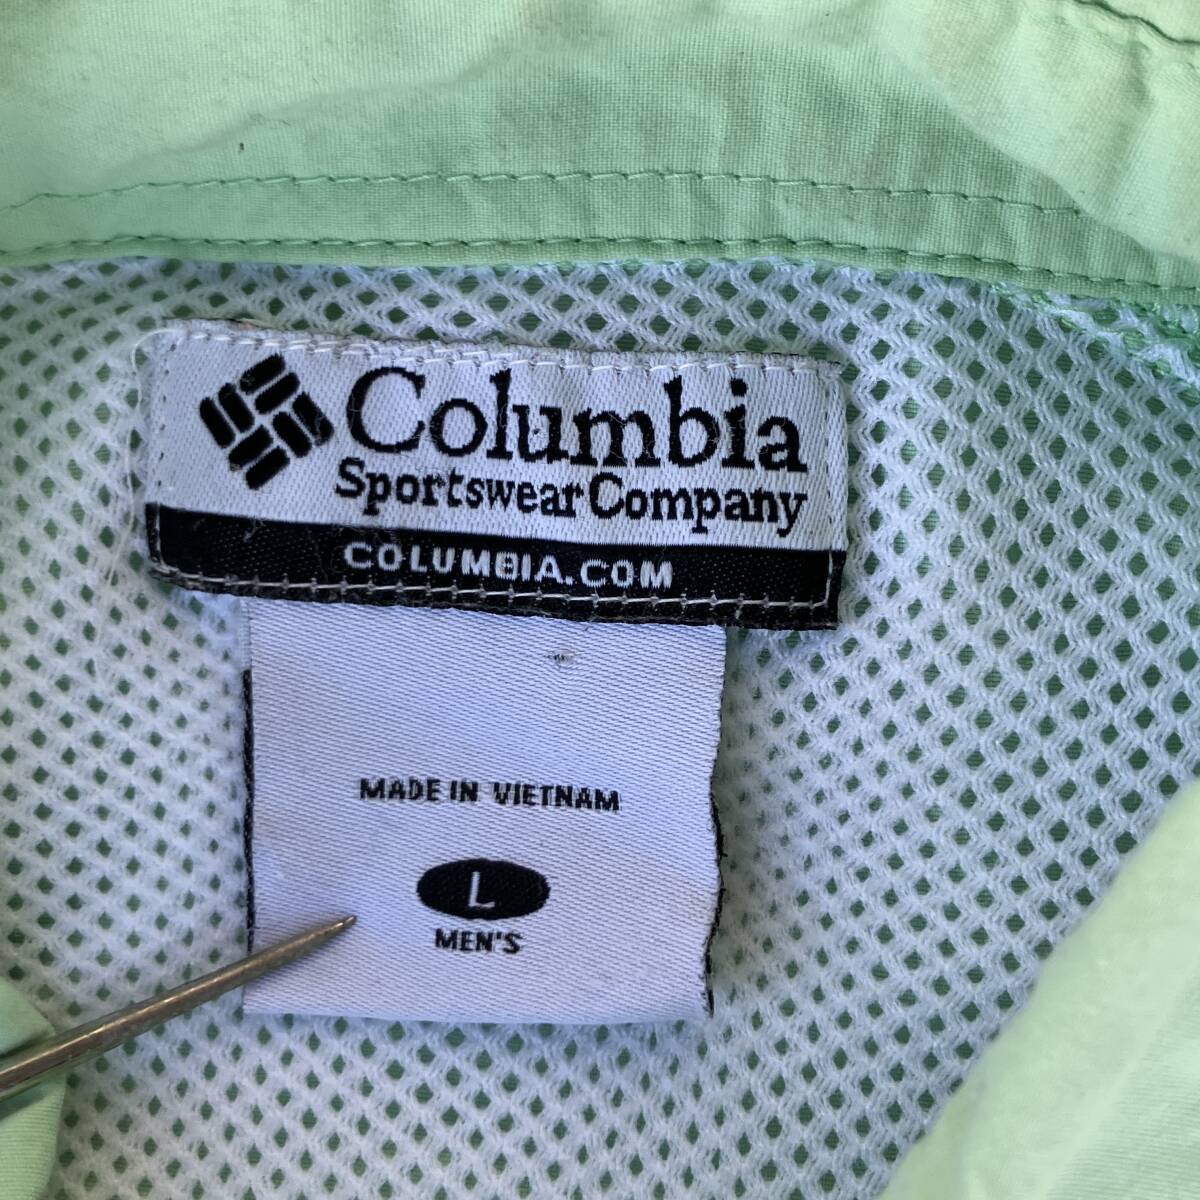 Columbia
Sportswear Company
COLUMBIA.COM
MADE IN VIETNAM
L
MEN'S